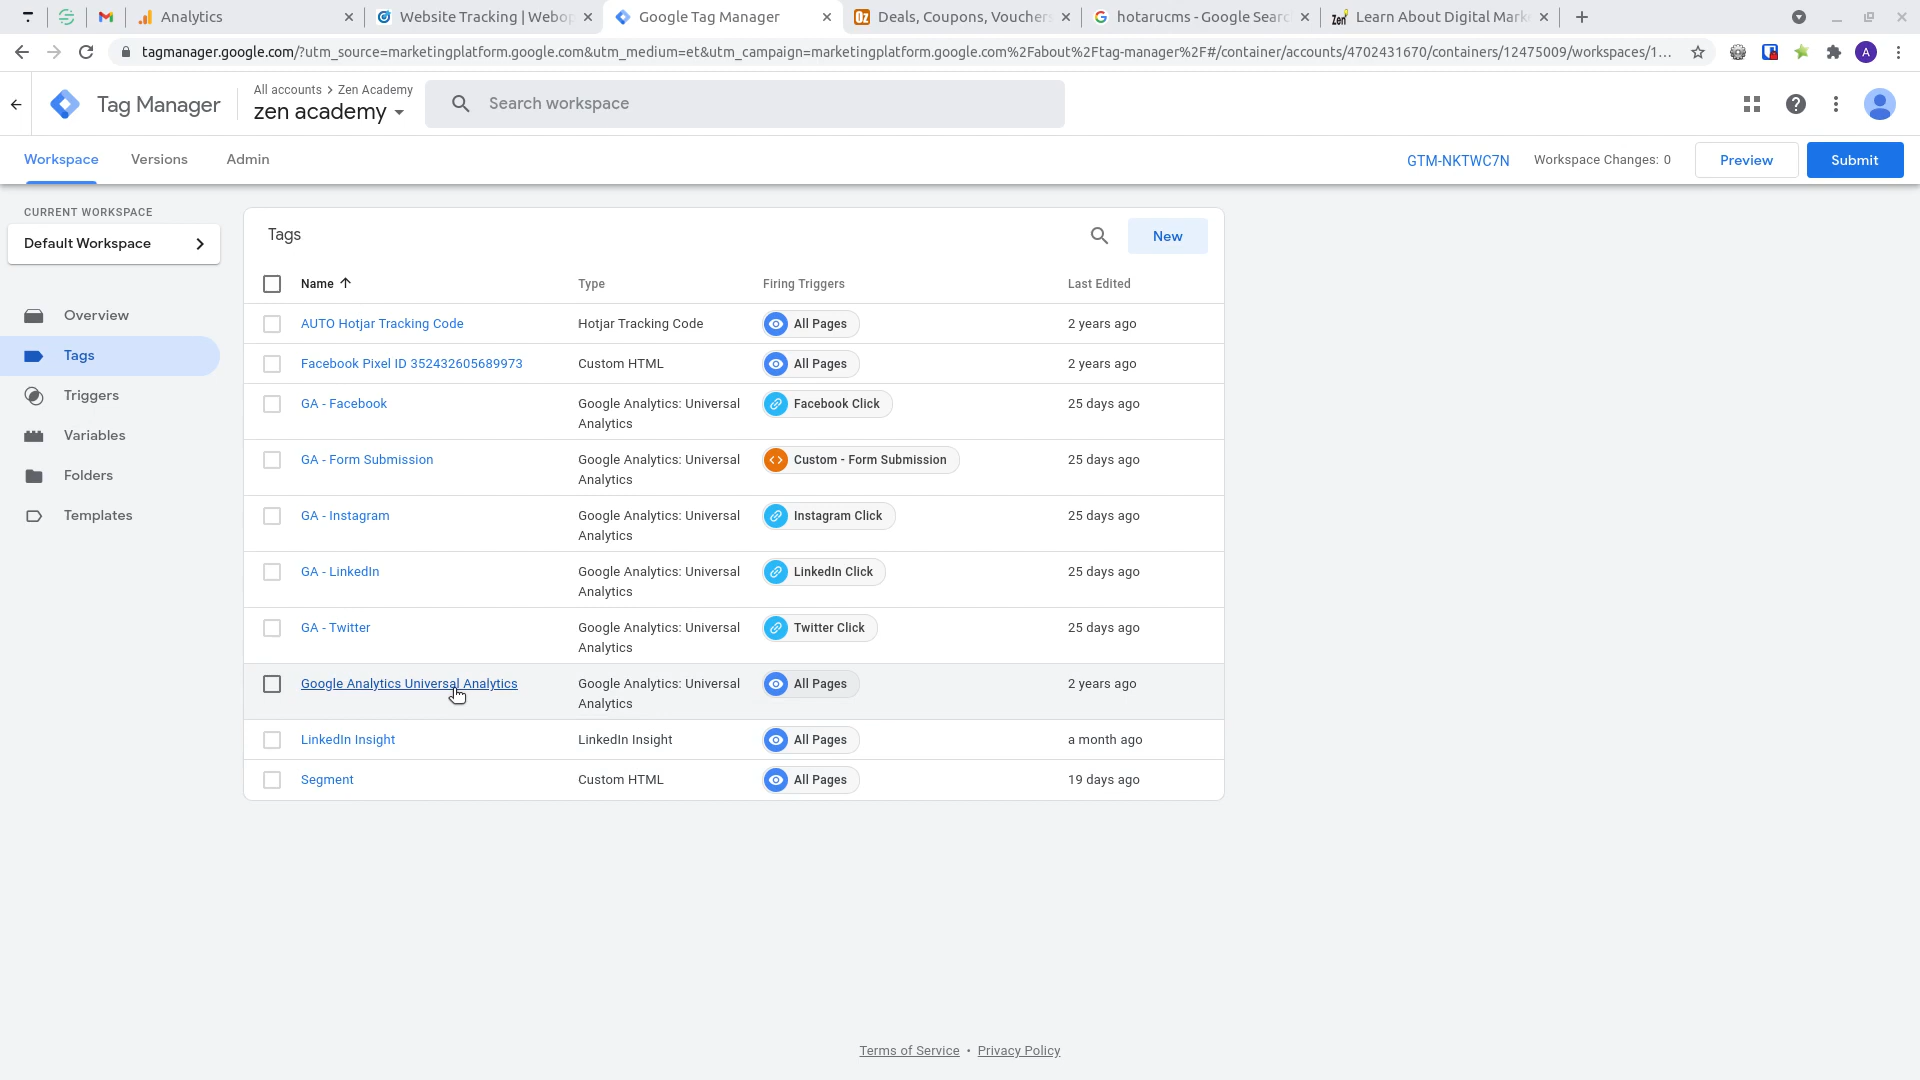 Analytics
Website Tracking | Webop
Google Tag Manager
Deals, Coupons, Vouchers
hotarucms - Google Searc
Learn About Digital Mark
tagmanager.google.com/?utm_source=marketingplatform.google.com&utm_medium=et&utm_campaign=marketingplatform.google.com%2Fabout%2Ftag-manager%2F#/container/accounts/4702431670/containers/12475009/workspaces/1...
A
Tag Manager
All accounts > Zen Academy
zen academy
Search workspace
Workspace
Versions
Admin
GTM-NKTWC7N
Workspace Changes: 0
Preview
Submit
CURRENT WORKSPACE
Default Workspace
Overview
Tags
Triggers
Variables
Folders
Templates
Tags
New
Name Type Firing Triggers Last Edited
AUTO Hotjar Tracking Code Hotjar Tracking Code All Pages 2 years ago
Facebook Pixel ID 352432605689973 Custom HTML All Pages 2 years ago
GA - Facebook Google Analytics: Universal Facebook Click 25 days ago
Analytics
GA - Form Submission Google Analytics: Universal Custom - Form Submission 25 days ago
Analytics
GA - Instagram Google Analytics: Universal Instagram Click 25 days ago
Analytics
GA - LinkedIn Google Analytics: Universal LinkedIn Click 25 days ago
Analytics
GA - Twitter Google Analytics: Universal Twitter Click 25 days ago
Analytics
Google Analytics Universal Analytics Google Analytics: Universal All Pages 2 years ago
Analytics
LinkedIn Insight LinkedIn Insight All Pages a month ago
Segment Custom HTML All Pages 19 days ago
Terms of Service • Privacy Policy